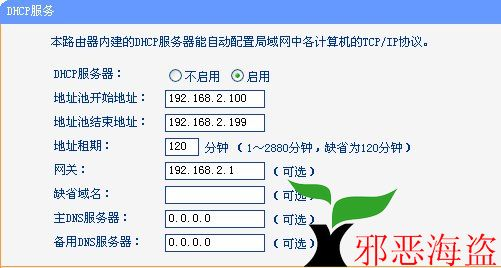 DHCP服务
本路由器内建的DHCP服务器能自动配置局域网中各计算机的TCP/IP协议。
DHCP服务器： 不启用 启用
地址池开始地址： 192.168.2.100
地址池结束地址： 192.168.2.199
地址租期： 120 分钟 （1～2880分钟，缺省为120分钟）
网关： 192.168.2.1 （可选）
缺省域名： （可选）
主DNS服务器： 0.0.0.0 （可选）
备用DNS服务器： 0.0.0.0 （可选）
邪恶海盗